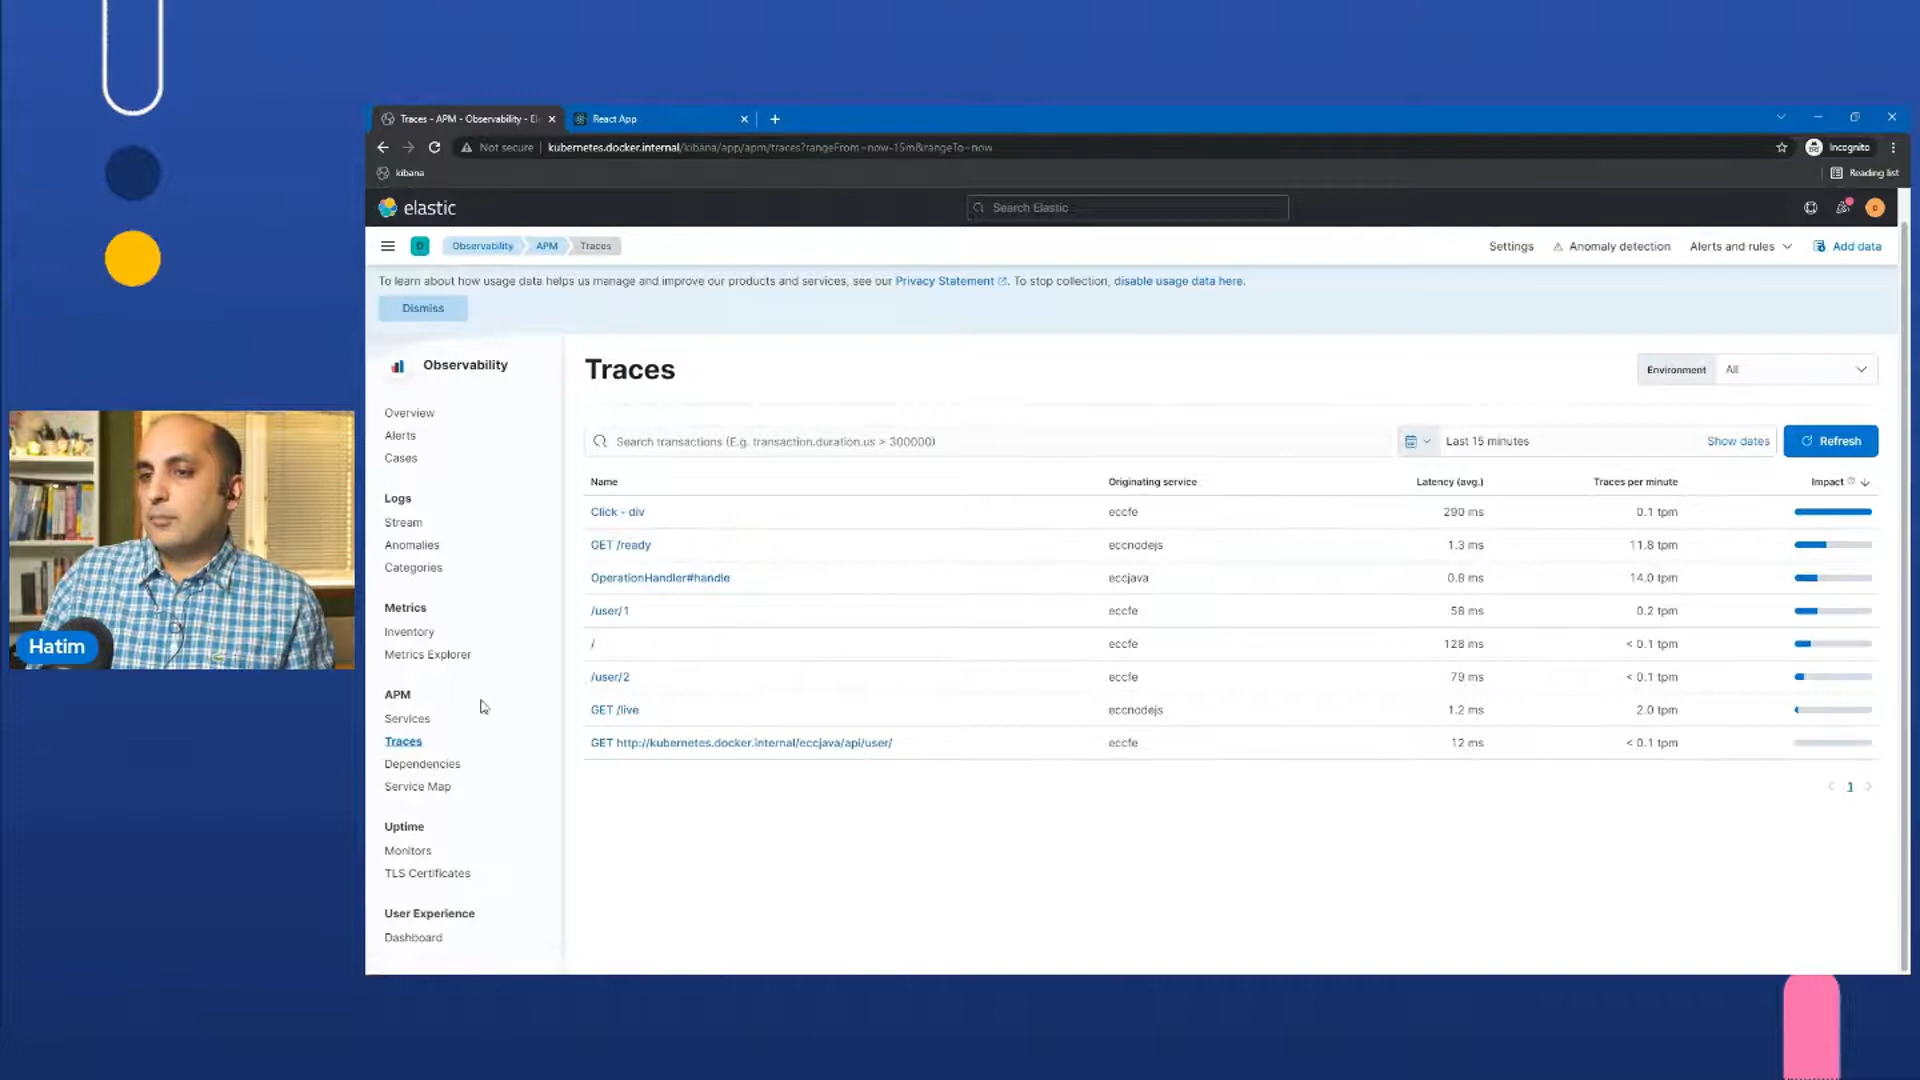 Traces - APM - Observability - El
React App
Not secure
kubernetes.docker.internal/kibana/app/apm/traces?rangeFrom=now-15m&rangeTo=now
Incognito
kibana
Reading list
elastic
Search Elastic
D
Observability
APM
Traces
Settings
Anomaly detection
Alerts and rules
Add data
To learn about how usage data helps us manage and improve our products and services, see our Privacy Statement. To stop collection, disable usage data here.
Dismiss
Observability
Overview
Alerts
Cases
Logs
Stream
Anomalies
Categories
Metrics
Inventory
Metrics Explorer
APM
Services
Traces
Dependencies
Service Map
Uptime
Monitors
TLS Certificates
User Experience
Dashboard
Traces
Environment All
Search transactions (E.g. transaction.duration.us > 300000)
Last 15 minutes
Show dates
Refresh
Name Originating service Latency (avg.) Traces per minute Impact
Click - div eccfe 290 ms 0.1 tpm
GET /ready eccnodejs 1.3 ms 11.8 tpm
OperationHandler#handle eccjava 0.8 ms 14.0 tpm
/user/1 eccfe 58 ms 0.2 tpm
/ eccfe 128 ms < 0.1 tpm
/user/2 eccfe 79 ms < 0.1 tpm
GET /live eccnodejs 1.2 ms 2.0 tpm
GET http://kubernetes.docker.internal/eccjava/api/user/ eccfe 12 ms < 0.1 tpm
1
Hatim